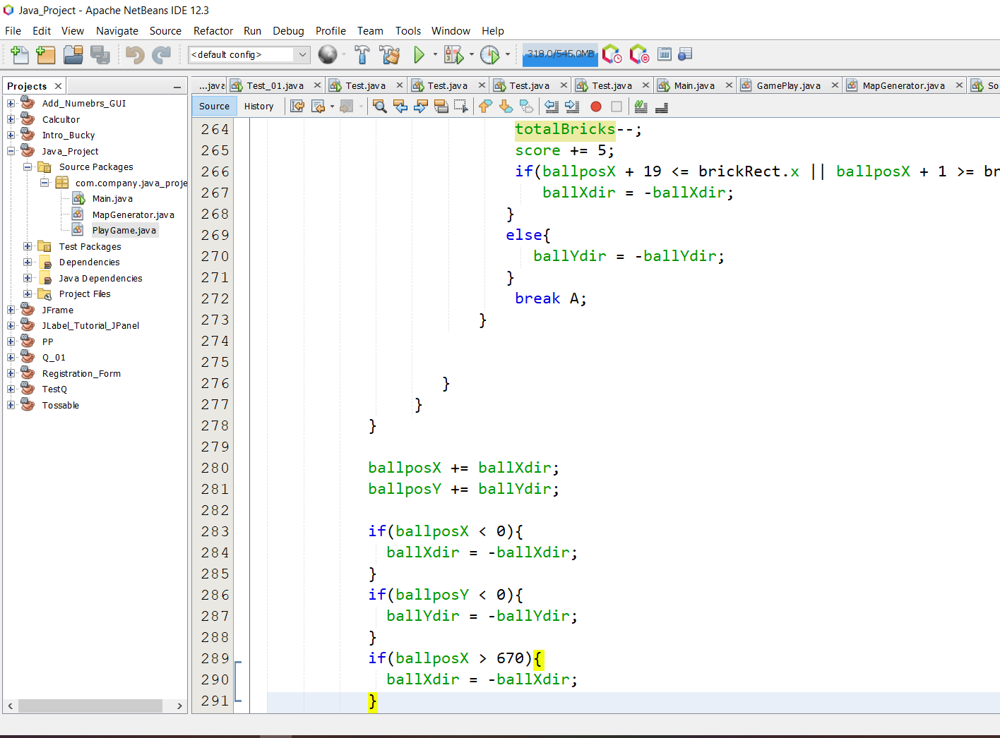 Java_Project - Apache NetBeans IDE 12.3
File Edit View Navigate Source Refactor Run Debug Profile Team Tools Window Help
<default config> 318.0/545.0MB
Projects
...java Test_01.java Test.java Test.java Test.java Test.java Main.java GamePlay.java MapGenerator.java So
Source History
Add_Numebrs_GUI
Calcultor
Intro_Bucky
Java_Project
Source Packages
com.company.java_proje
Main.java
MapGenerator.java
PlayGame.java
Test Packages
Dependencies
Java Dependencies
Project Files
JFrame
JLabel_Tutorial_JPanel
PP
Q_01
Registration_Form
TestQ
Tossable
264 totalBricks--;
265 score += 5;
266 if(ballposX + 19 <= brickRect.x || ballposX + 1 >= br
267 ballXdir = -ballXdir;
268 }
269 else{
270 ballYdir = -ballYdir;
271 }
272 break A;
273 }
274
275
276 }
277 }
278 }
279
280 ballposX += ballXdir;
281 ballposY += ballYdir;
282
283 if(ballposX < 0){
284 ballXdir = -ballXdir;
285 }
286 if(ballposY < 0){
287 ballYdir = -ballYdir;
288 }
289 if(ballposX > 670){
290 ballXdir = -ballXdir;
291 }